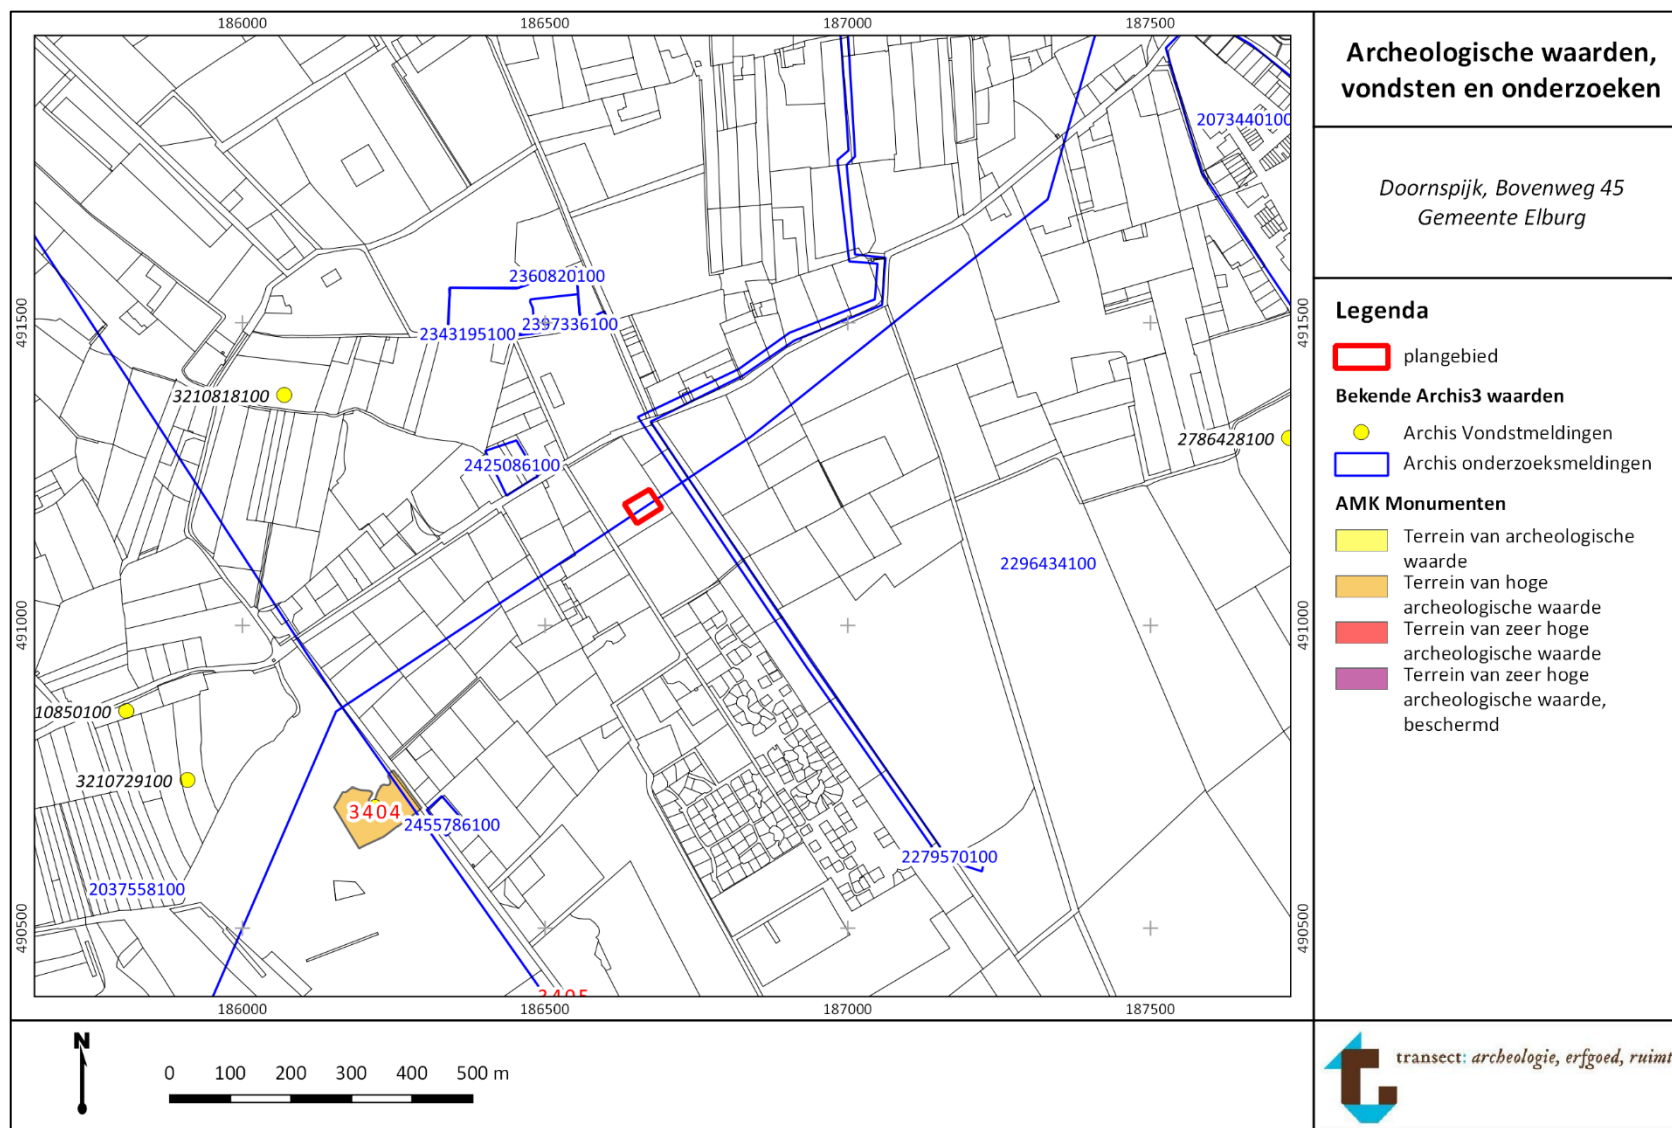 186000 186500 187000 187500
Archeologische waarden,
vondsten en onderzoeken
Doornspijk, Bovenweg 45
Gemeente Elburg
Legenda
plangebied
Bekende Archis3 waarden
Archis Vondstmeldingen
Archis onderzoeksmeldingen
AMK Monumenten
Terrein van archeologische
waarde
Terrein van hoge
archeologische waarde
Terrein van zeer hoge
archeologische waarde
Terrein van zeer hoge
archeologische waarde,
beschermd
2073440100
2360820100
491500
2343195100
2397336100
491500
3210818100
2786428100
2425086100
2296434100
491000
491000
10850100
3210729100
3404
2455786100
2279570100
2037558100
490500
490500
3405
186000 186500 187000 187500
N
0 100 200 300 400 500 m
transect: archeologie, erfgoed, ruimt